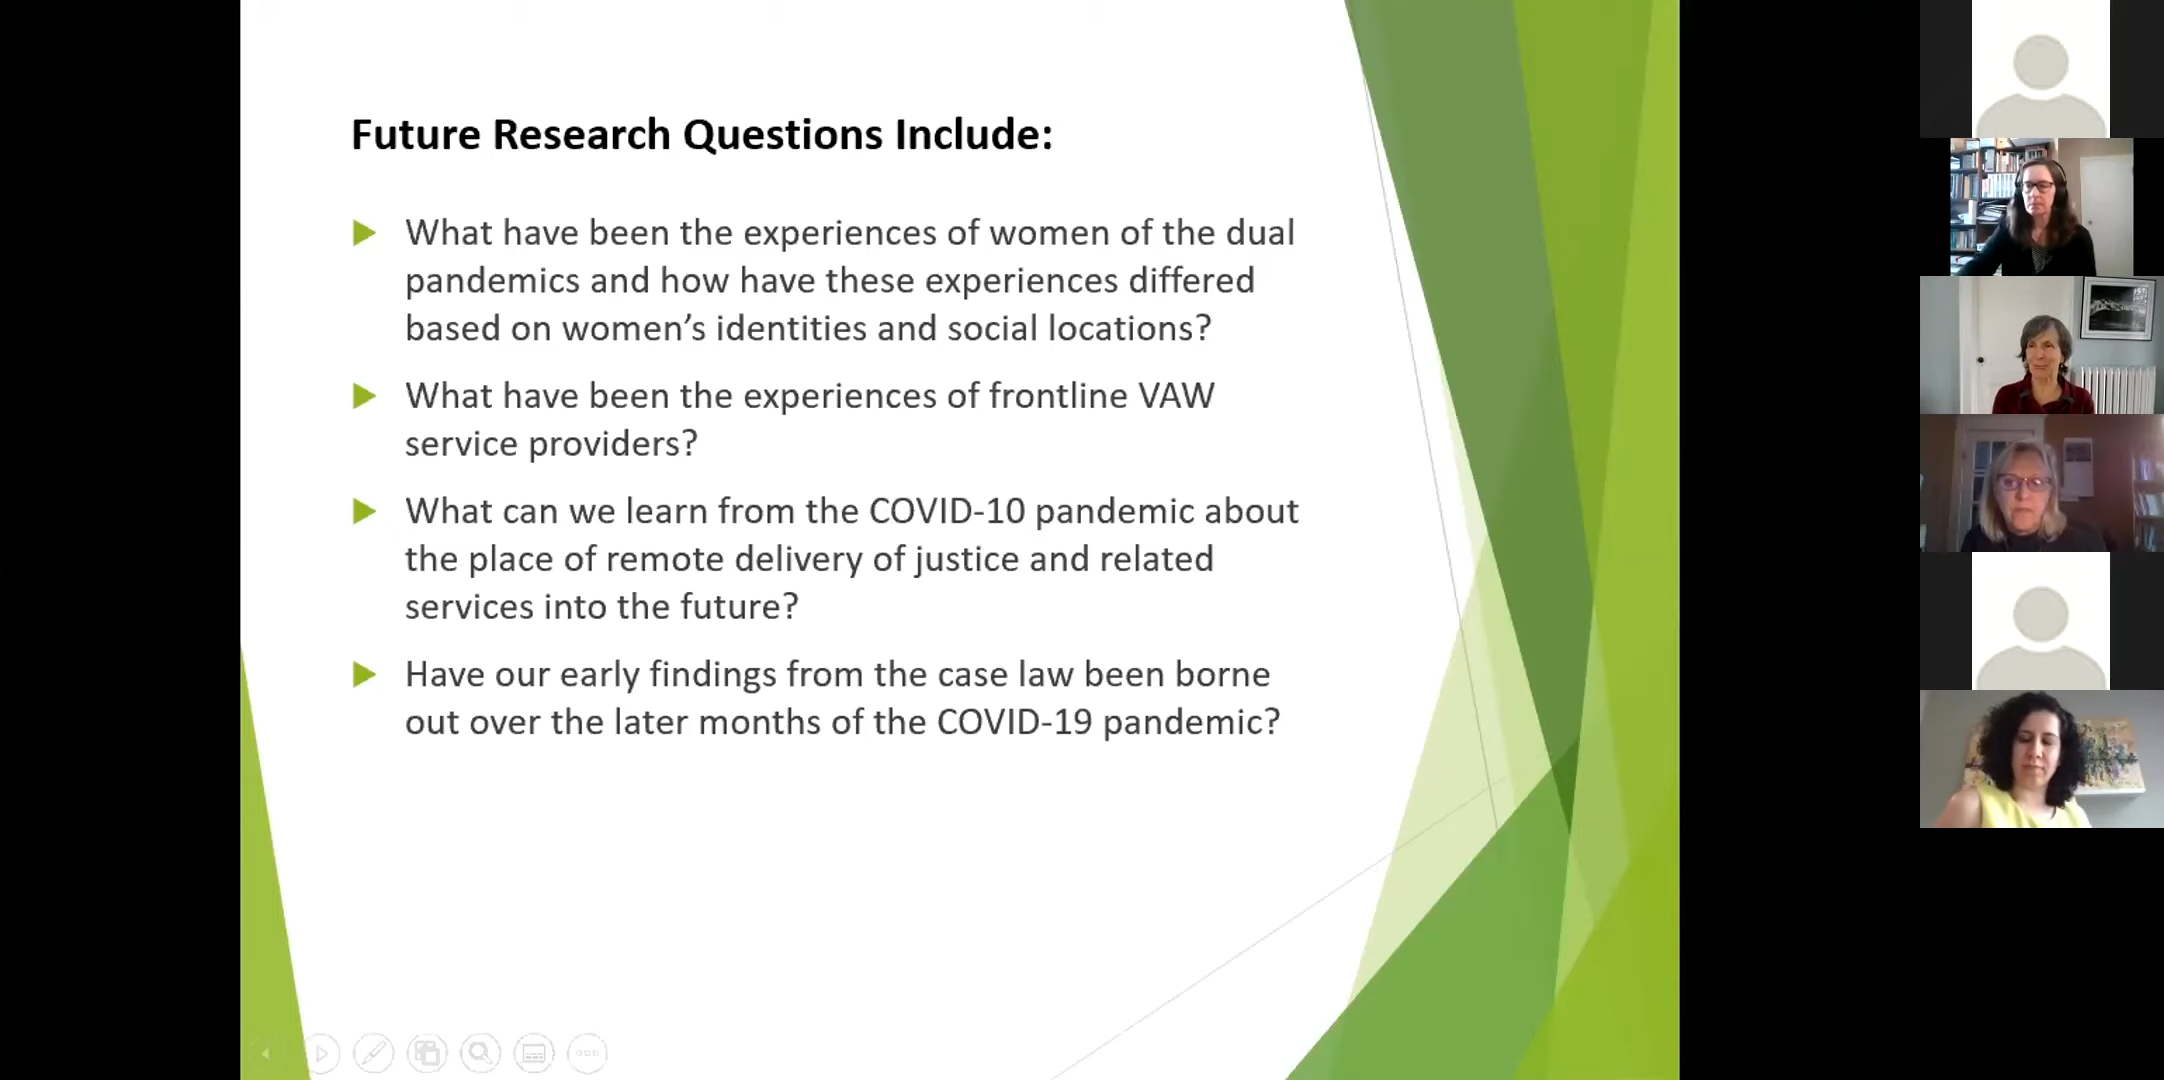 Future Research Questions Include:
What have been the experiences of women of the dual
pandemics and how have these experiences differed
based on women’s identities and social locations?
What have been the experiences of frontline VAW
service providers?
What can we learn from the COVID-10 pandemic about
the place of remote delivery of justice and related
services into the future?
Have our early findings from the case law been borne
out over the later months of the COVID-19 pandemic?